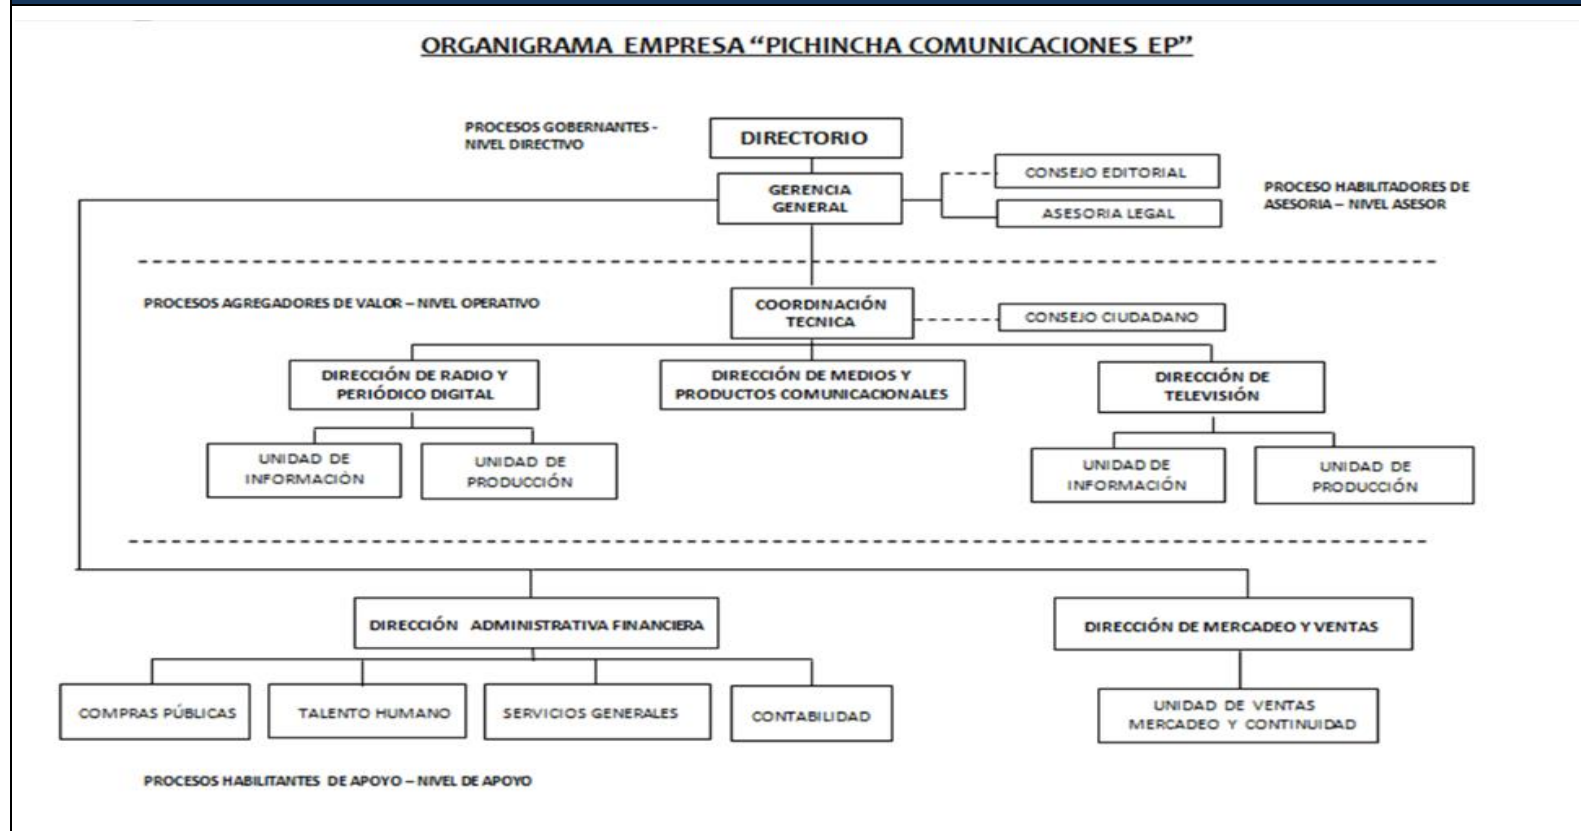 ORGANIGRAMA EMPRESA “PICHINCHA COMUNICACIONES EP”
PROCESOS GOBERNANTES -
NIVEL DIRECTIVO
DIRECTORIO
GERENCIA
GENERAL
CONSEJO EDITORIAL
ASESORIA LEGAL
PROCESO HABILITADORES DE
ASESORIA – NIVEL ASESOR
PROCESOS AGREGADORES DE VALOR – NIVEL OPERATIVO
COORDINACIÓN
TECNICA
CONSEJO CIUDADANO
DIRECCIÓN DE RADIO Y
PERIÓDICO DIGITAL
DIRECCIÓN DE MEDIOS Y
PRODUCTOS COMUNICACIONALES
DIRECCIÓN DE
TELEVISIÓN
UNIDAD DE
INFORMACIÒN
UNIDAD DE
PRODUCCIÓN
UNIDAD DE
INFORMACIÓN
UNIDAD DE
PRODUCCIÓN
DIRECCIÓN ADMINISTRATIVA FINANCIERA
DIRECCIÓN DE MERCADEO Y VENTAS
COMPRAS PÚBLICAS
TALENTO HUMANO
SERVICIOS GENERALES
CONTABILIDAD
UNIDAD DE VENTAS
MERCADEO Y CONTINUIDAD
PROCESOS HABILITANTES DE APOYO – NIVEL DE APOYO